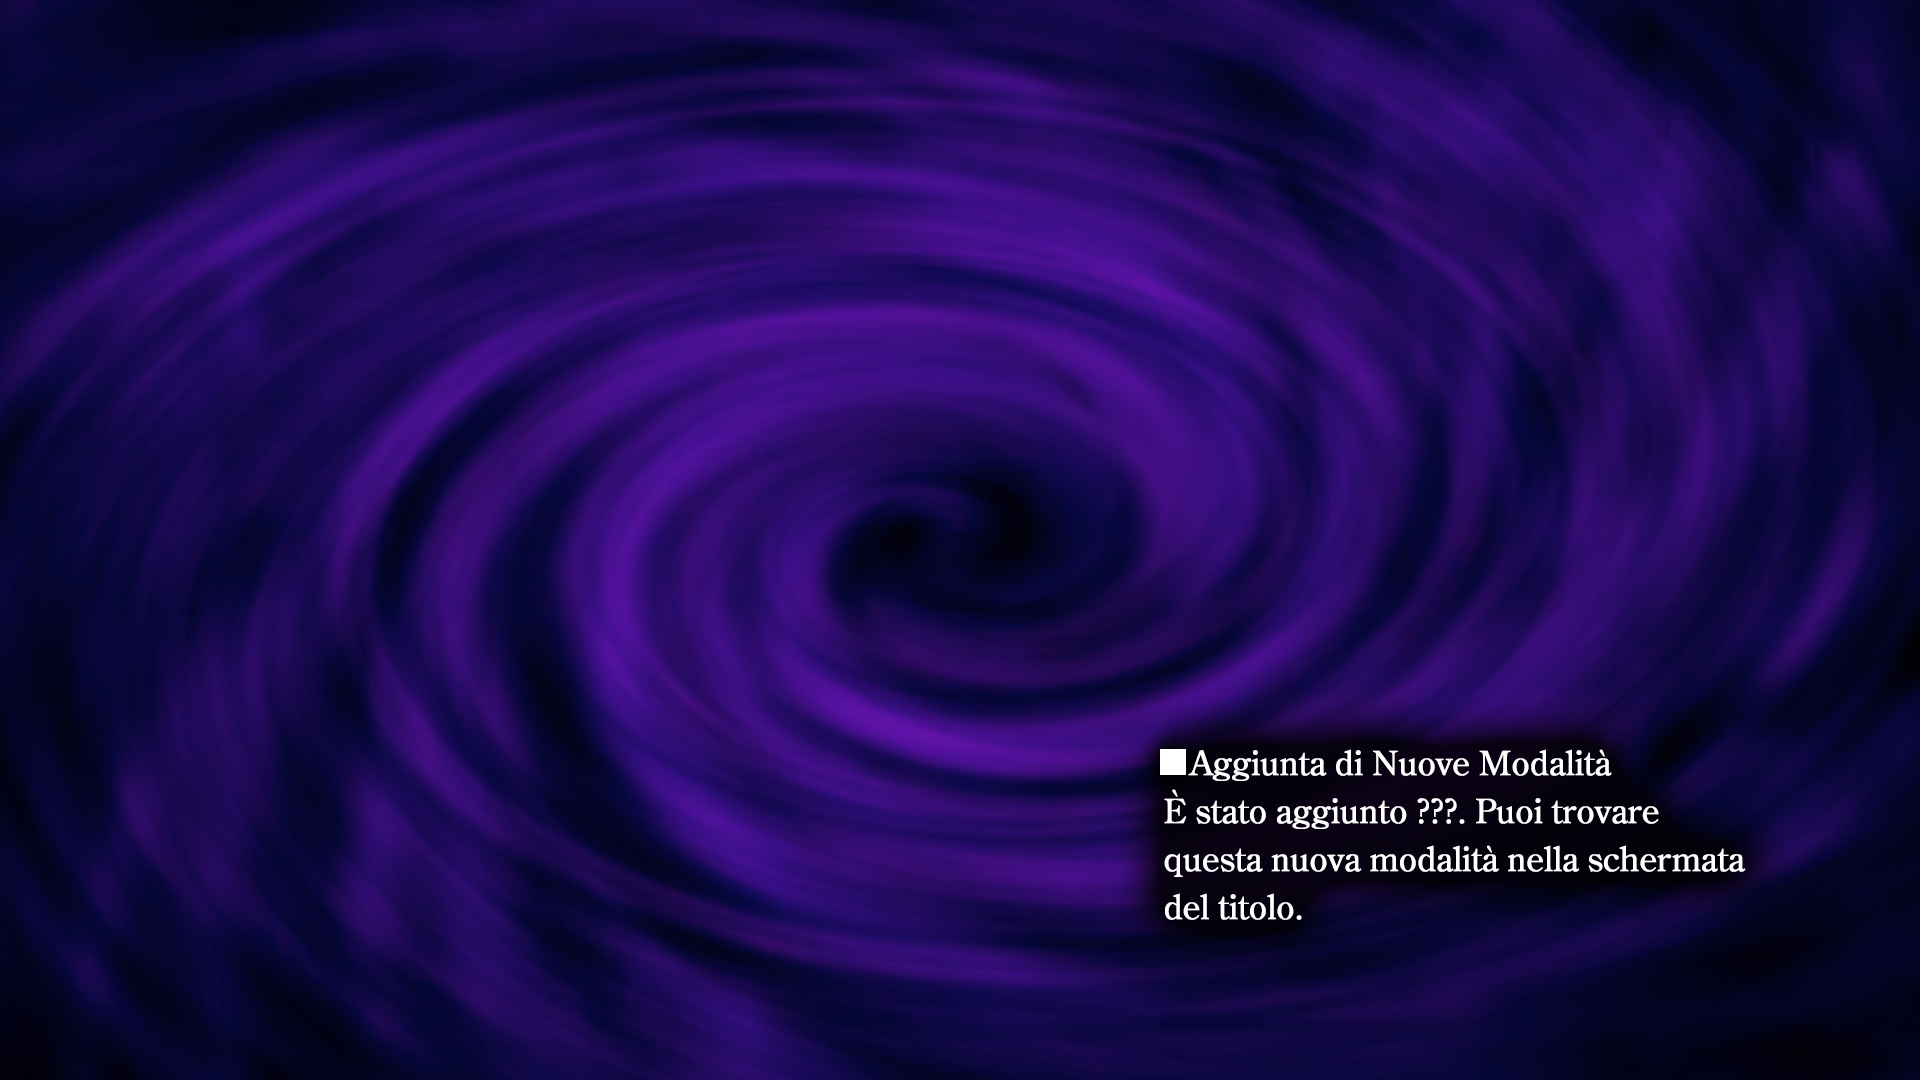 ■Aggiunta di Nuove Modalità
È stato aggiunto ???. Puoi trovare
questa nuova modalità nella schermata
del titolo.